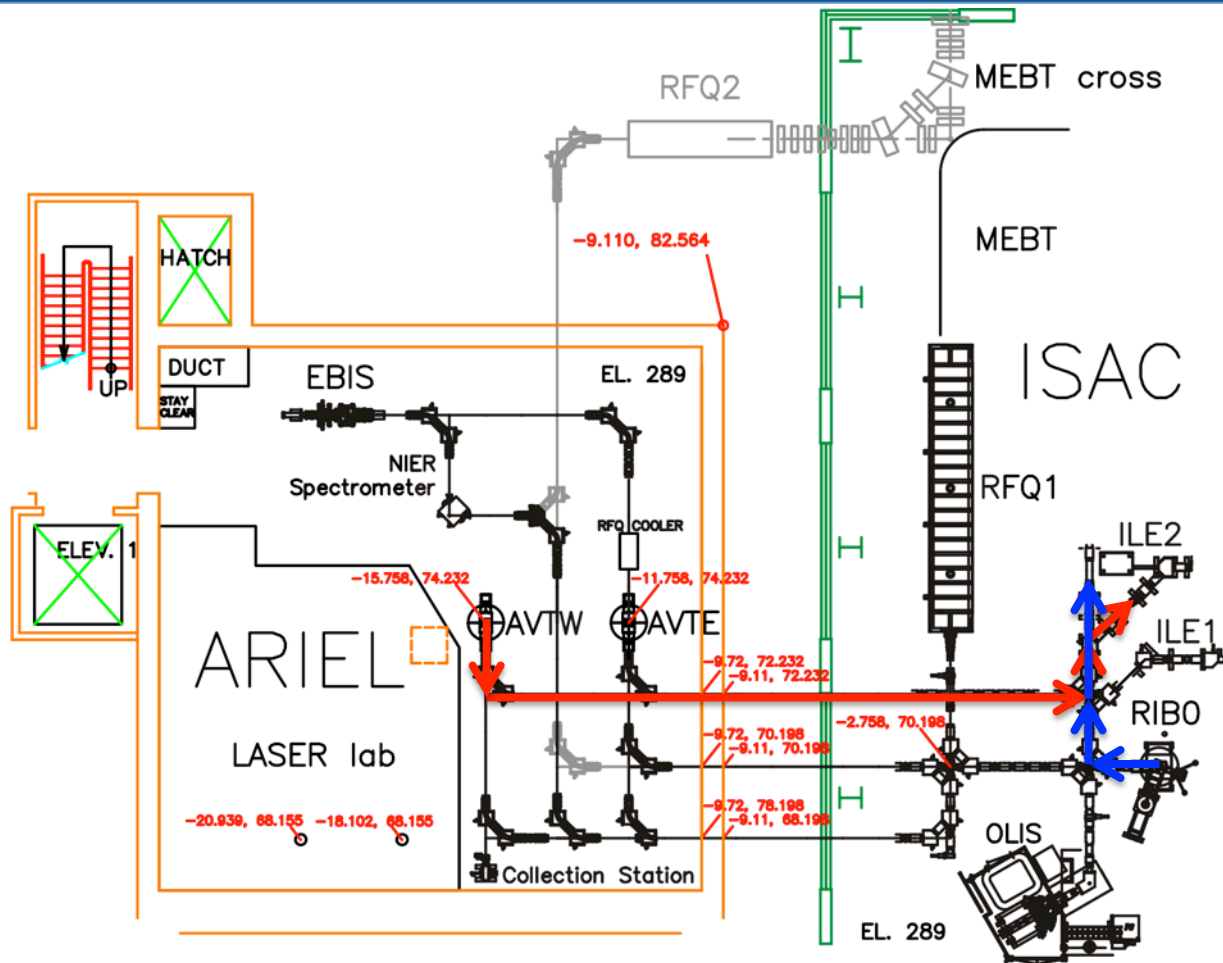 RFQ2
MEBT cross
MEBT
-9.110, 82.564
HATCH
ISAC
DUCT
UP
STAY
CLEAR
EBIS
EL. 289
NIER
Spectrometer
RFQ1
RFQ COOLER
ILE2
ELEV. 1
-15.758, 74.232
-11.758, 74.232
AVTW
AVTE
ILE1
ARIEL
-9.72, 72.232
-9.11, 72.232
RIBO
-2.758, 70.198
-9.72, 70.198
-9.11, 70.198
LASER lab
-20.939, 68.155
-18.102, 68.155
-9.72, 78.198
-9.11, 68.198
OLIS
Collection Station
EL. 289